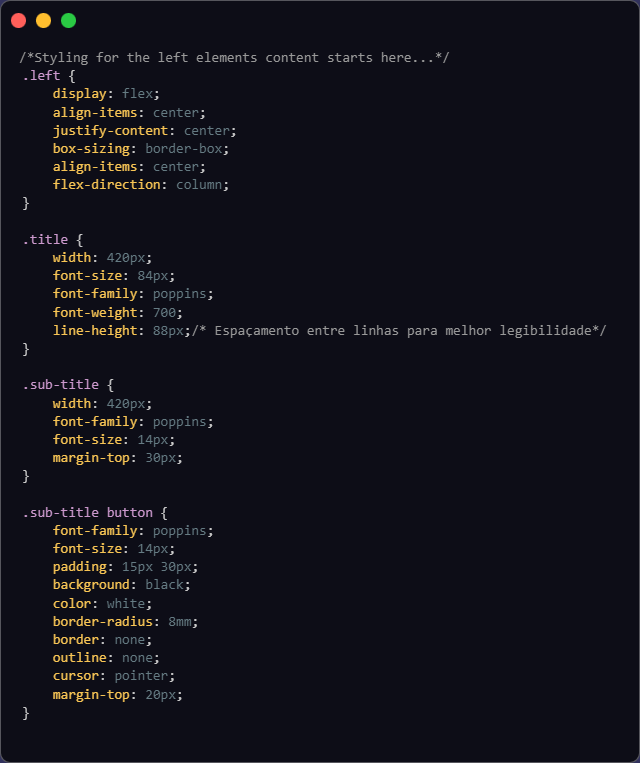 /*Styling for the left elements content starts here...*/
.left {
    display: flex;
    align-items: center;
    justify-content: center;
    box-sizing: border-box;
    align-items: center;
    flex-direction: column;
}

.title {
    width: 420px;
    font-size: 84px;
    font-family: poppins;
    font-weight: 700;
    line-height: 88px;/* Espaçamento entre linhas para melhor legibilidade*/
}

.sub-title {
    width: 420px;
    font-family: poppins;
    font-size: 14px;
    margin-top: 30px;
}

.sub-title button {
    font-family: poppins;
    font-size: 14px;
    padding: 15px 30px;
    background: black;
    color: white;
    border-radius: 8mm;
    border: none;
    outline: none;
    cursor: pointer;
    margin-top: 20px;
}